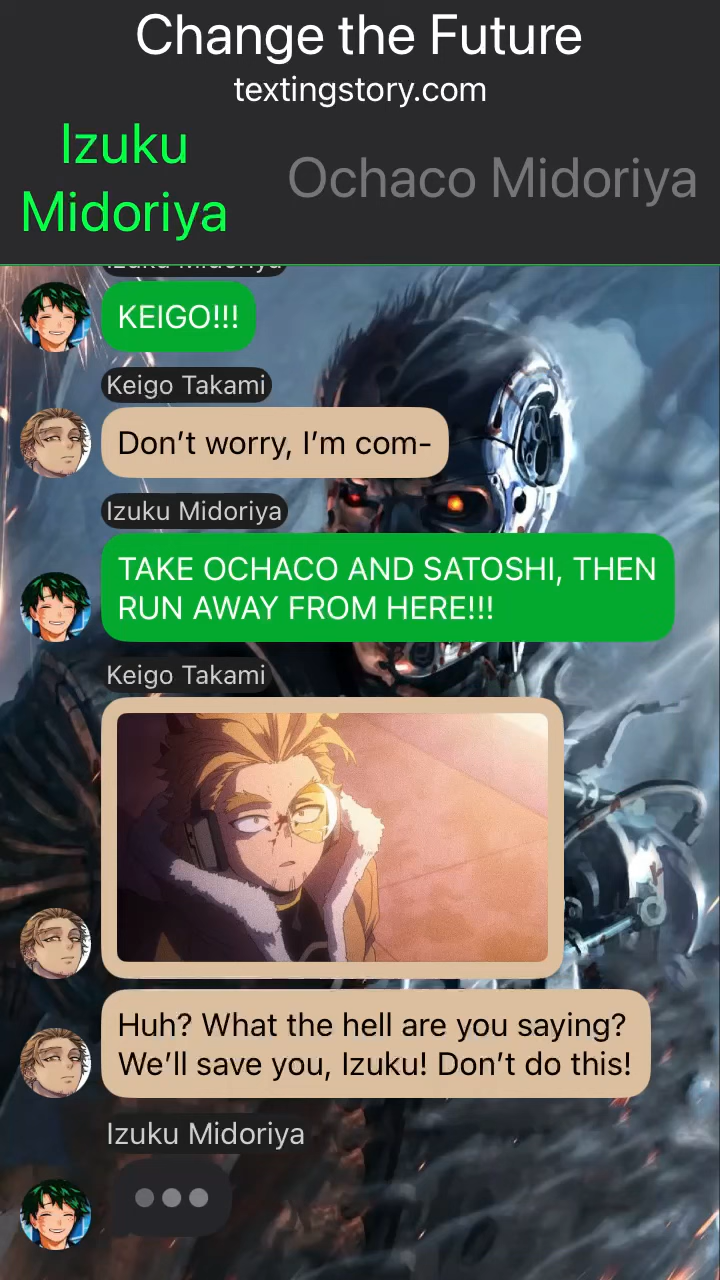 Change the Future
textingstory.com
Izuku
Midoriya
Ochaco Midoriya
Izuku Midoriya
KEIGO!!!
Keigo Takami
Don’t worry, I’m com-
Izuku Midoriya
TAKE OCHACO AND SATOSHI, THEN
RUN AWAY FROM HERE!!!
Keigo Takami
Huh? What the hell are you saying?
We’ll save you, Izuku! Don’t do this!
Izuku Midoriya